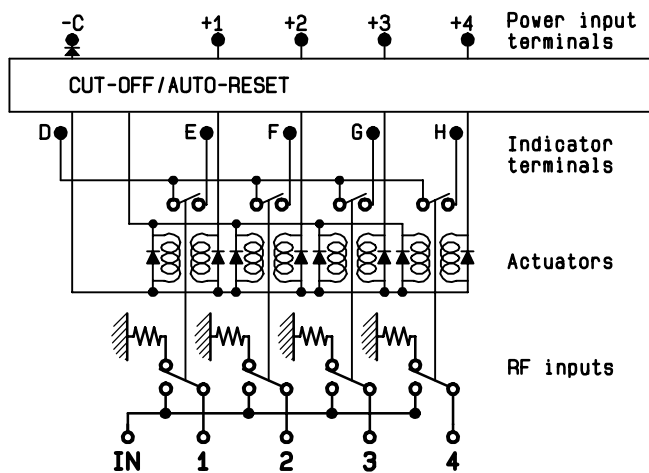 -C +1 +2 +3 +4 Power input
terminals
CUT-OFF/AUTO-RESET
D E F G H Indicator
terminals
Actuators
RF inputs
IN 1 2 3 4